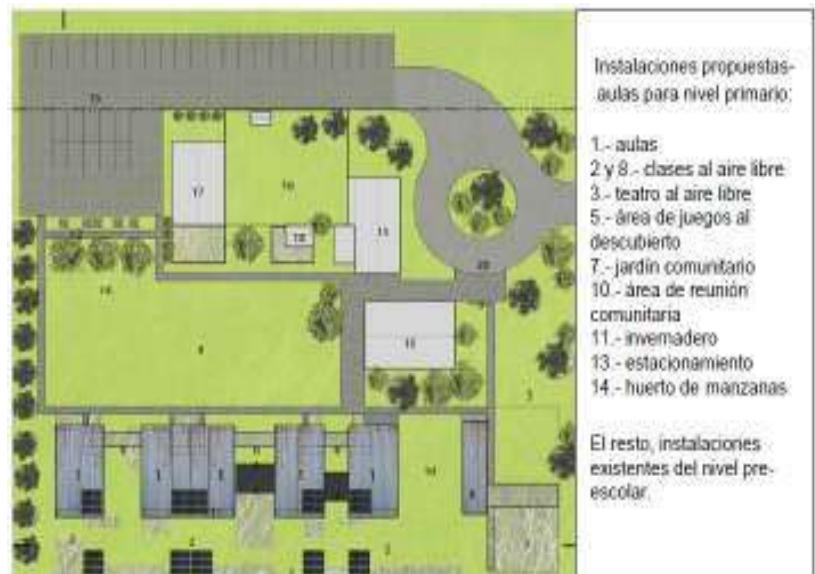 Instalaciones propuestas-
aulas para nivel primario:
1.- aulas
2 y 8.- clases al aire libre
3.- teatro al aire libre
5.- área de juegos al
descubierto
7.- jardín comunitario
10.- área de reunión
comunitaria
11.- invernadero
13.- estacionamiento
14.- huerto de manzanas
El resto, instalaciones
existentes del nivel pre-
escolar.
17